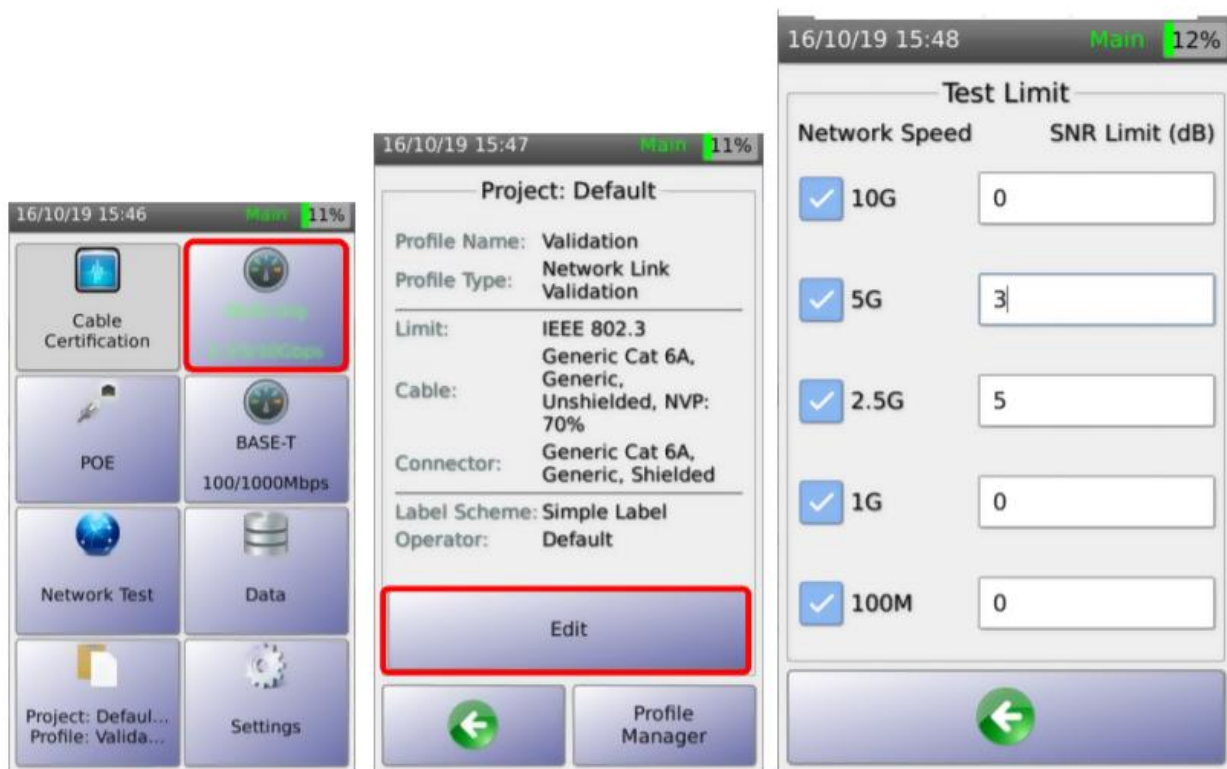 16/10/19 15:46 Main 11%
Cable
Certification
POE
BASE-T
100/1000Mbps
Network Test
Data
Project: Defaul...
Profile: Valida...
Settings
16/10/19 15:47 Main 11%
Project: Default
Profile Name: Validation
Profile Type: Network Link
Validation
Limit: IEEE 802.3
Cable: Generic Cat 6A,
Generic,
Unshielded, NVP:
70%
Connector: Generic Cat 6A,
Generic, Shielded
Label Scheme: Simple Label
Operator: Default
Edit
Profile
Manager
16/10/19 15:48 Main 12%
Test Limit
Network Speed SNR Limit (dB)
10G 0
5G 3
2.5G 5
1G 0
100M 0